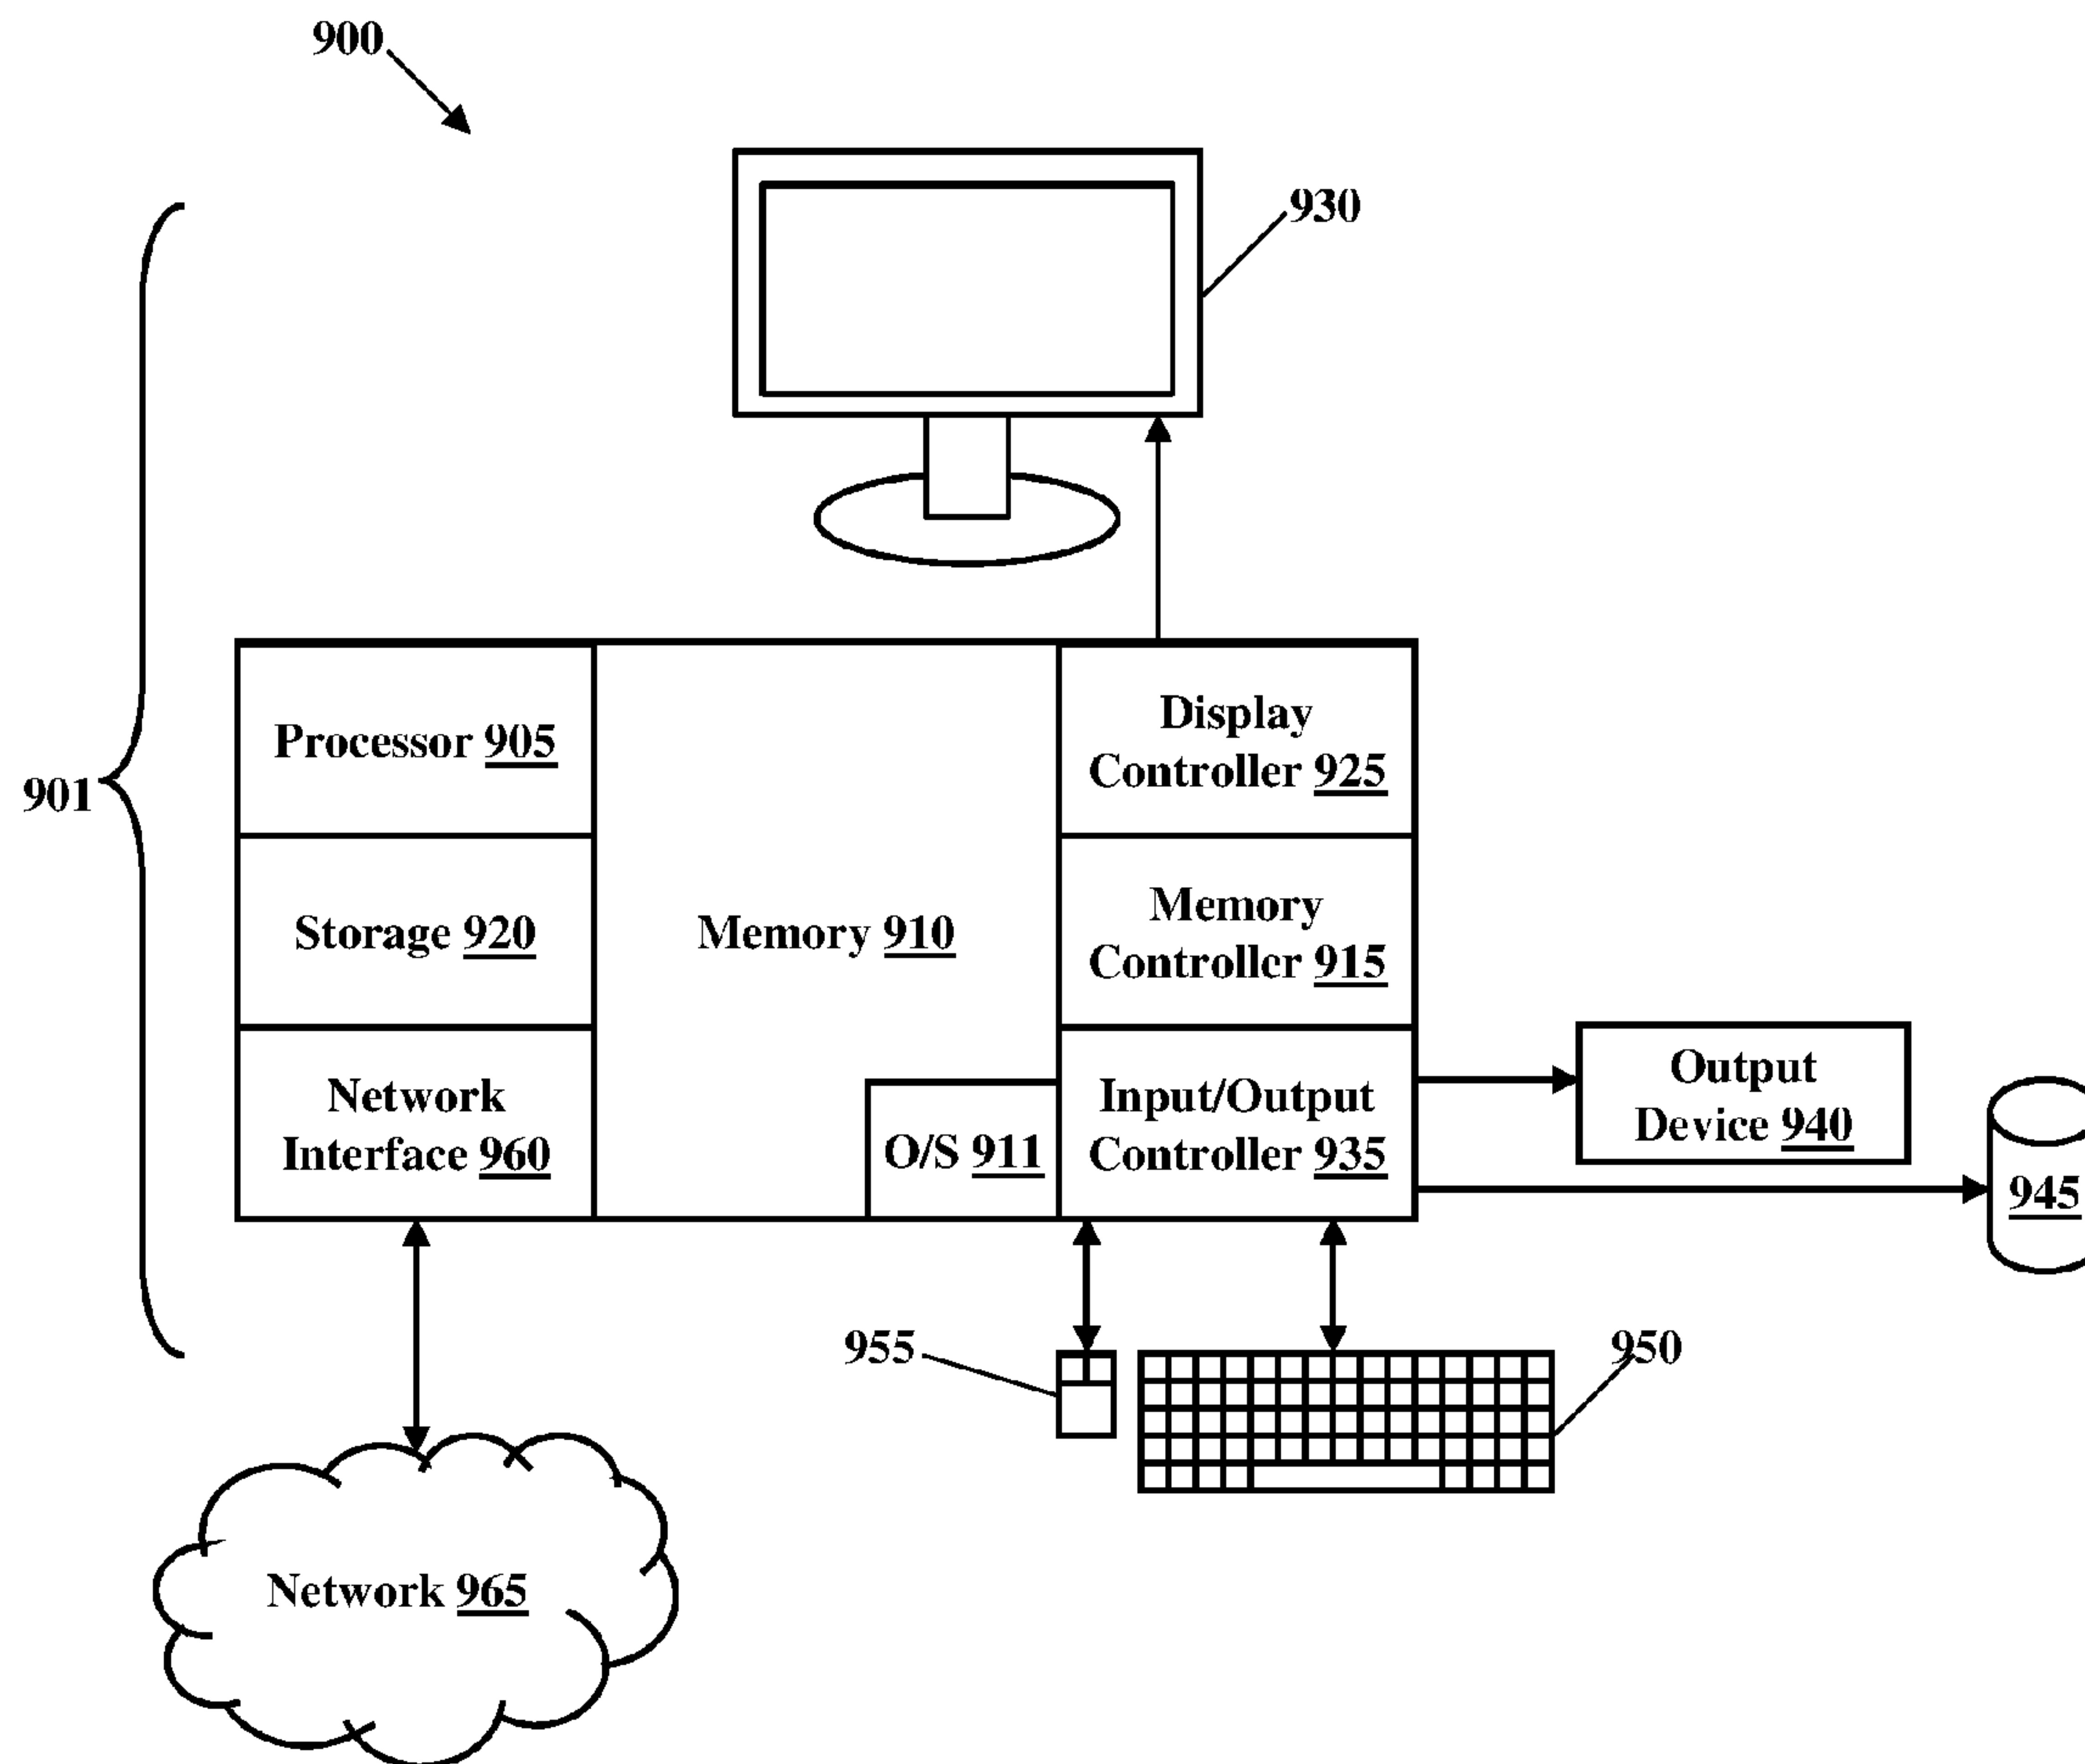 900
930
901
Processor 905
Display
Controller 925
Storage 920
Memory 910
Memory
Controller 915
Network
Interface 960
O/S 911
Input/Output
Controller 935
Output
Device 940
945
955
950
Network 965